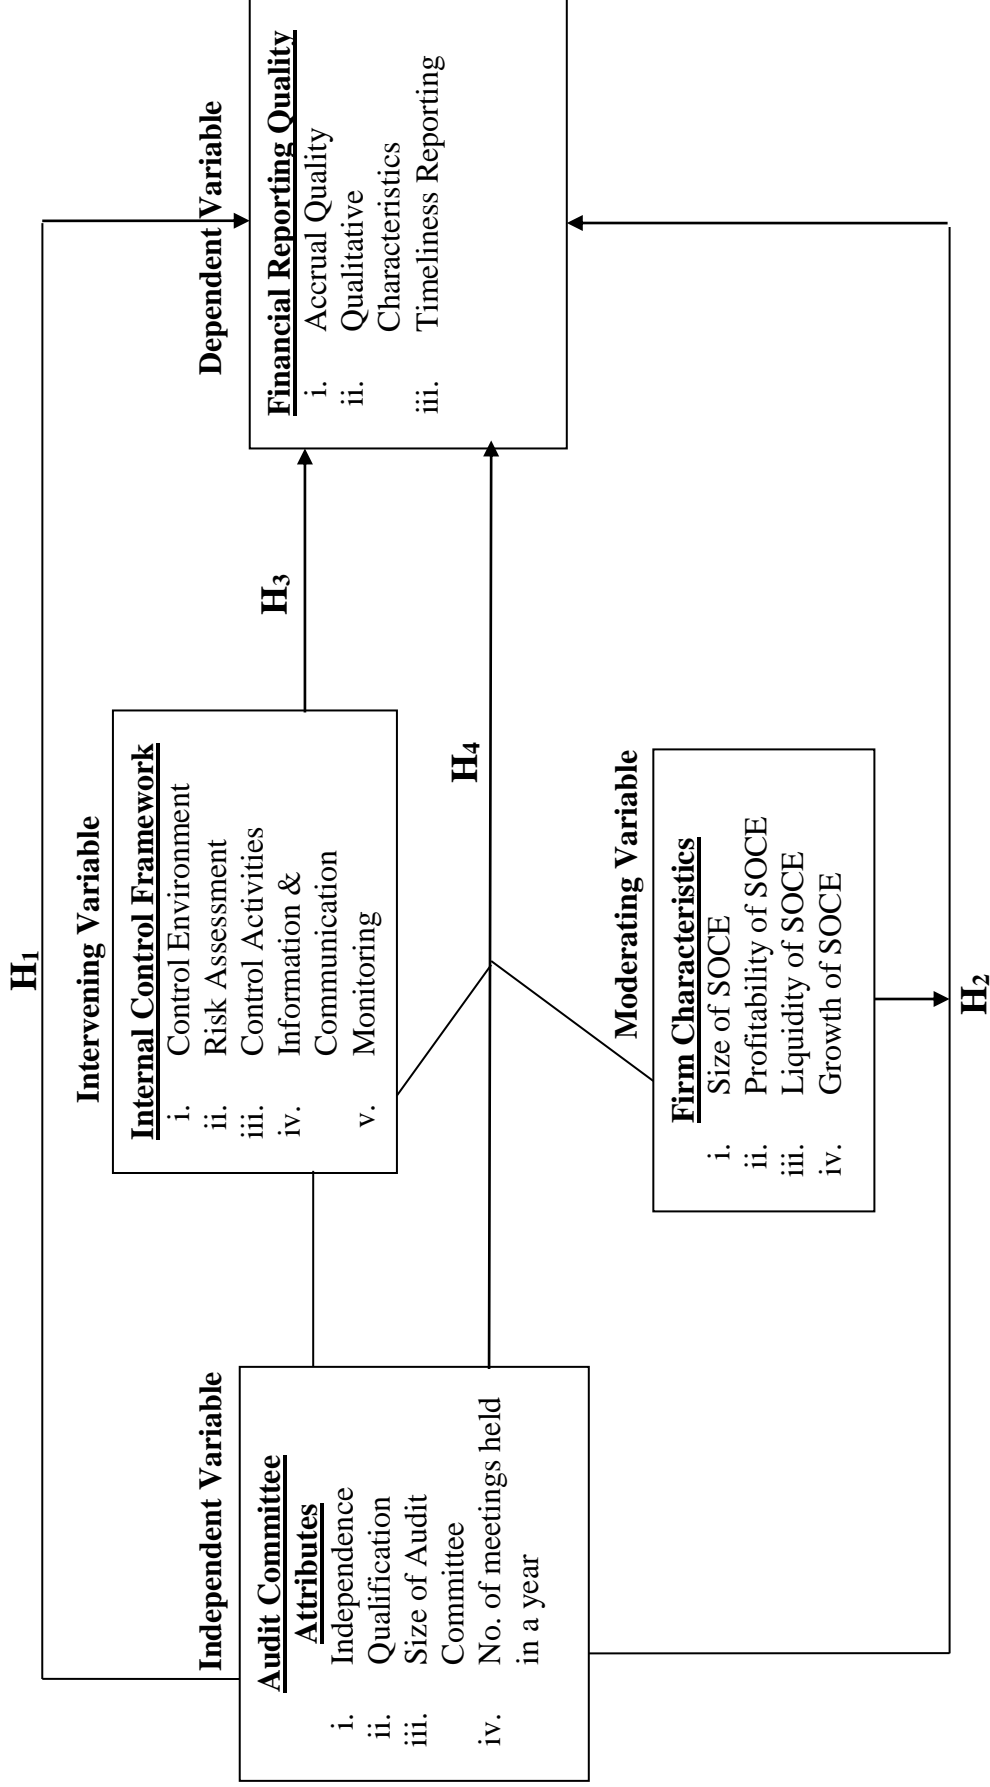 H1
Independent Variable
Audit Committee
Attributes
i. Independence
ii. Qualification
iii. Size of Audit
Committee
iv. No. of meetings held
in a year
Intervening Variable
Internal Control Framework
i. Control Environment
ii. Risk Assessment
iii. Control Activities
iv. Information &
Communication
v. Monitoring
H3
H4
Moderating Variable
Firm Characteristics
i. Size of SOCE
ii. Profitability of SOCE
iii. Liquidity of SOCE
iv. Growth of SOCE
Dependent Variable
Financial Reporting Quality
i. Accrual Quality
ii. Qualitative
Characteristics
iii. Timeliness Reporting
H2